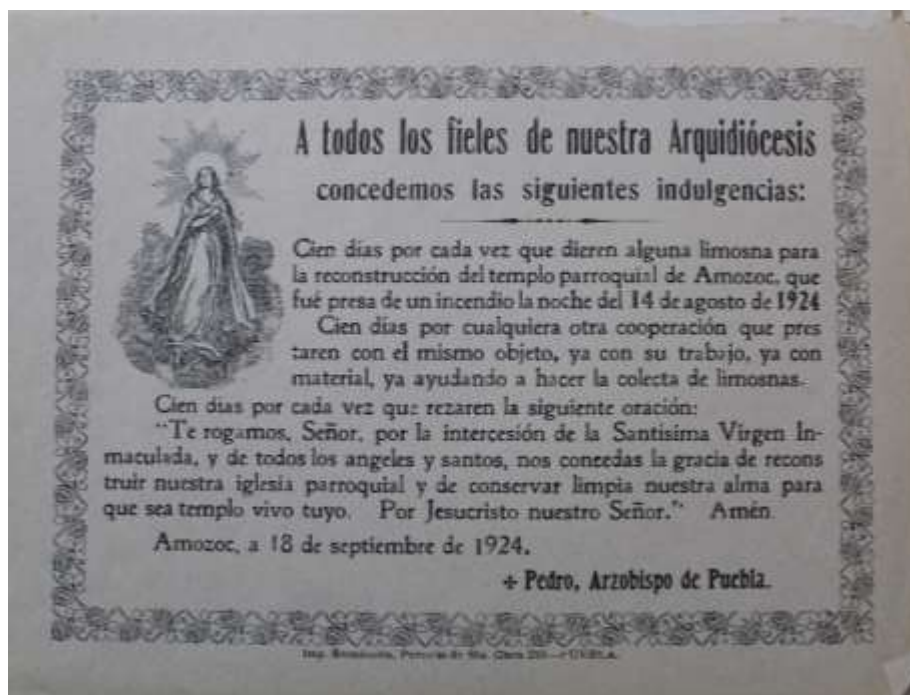 A todos los fieles de nuestra Arquidiócesis
concedemos las siguientes indulgencias:
Cien días por cada vez que dieren alguna limosna para
la reconstrucción del templo parroquial de Amozoc, que
fué presa de un incendio la noche del 14 de agosto de 1924
Cien días por cualquiera otra cooperación que pres
taren con el mismo objeto, ya con su trabajo, ya con
material, ya ayudando a hacer la colecta de limosnas.
Cien días por cada vez que rezaren la siguiente oración:
"Te rogamos, Señor, por la intercesión de la Santisima Virgen In-
maculada, y de todos los angeles y santos, nos concedas la gracia de recons
truir nuestra iglesia parroquial y de conservar limpia nuestra alma para
que sea templo vivo tuyo. Por Jesucristo nuestro Señor." Amén
Amozoc, a 18 de septiembre de 1924.
+ Pedro, Arzobispo de Puebla.
Imp. de Sta. Clara PUEBLA.